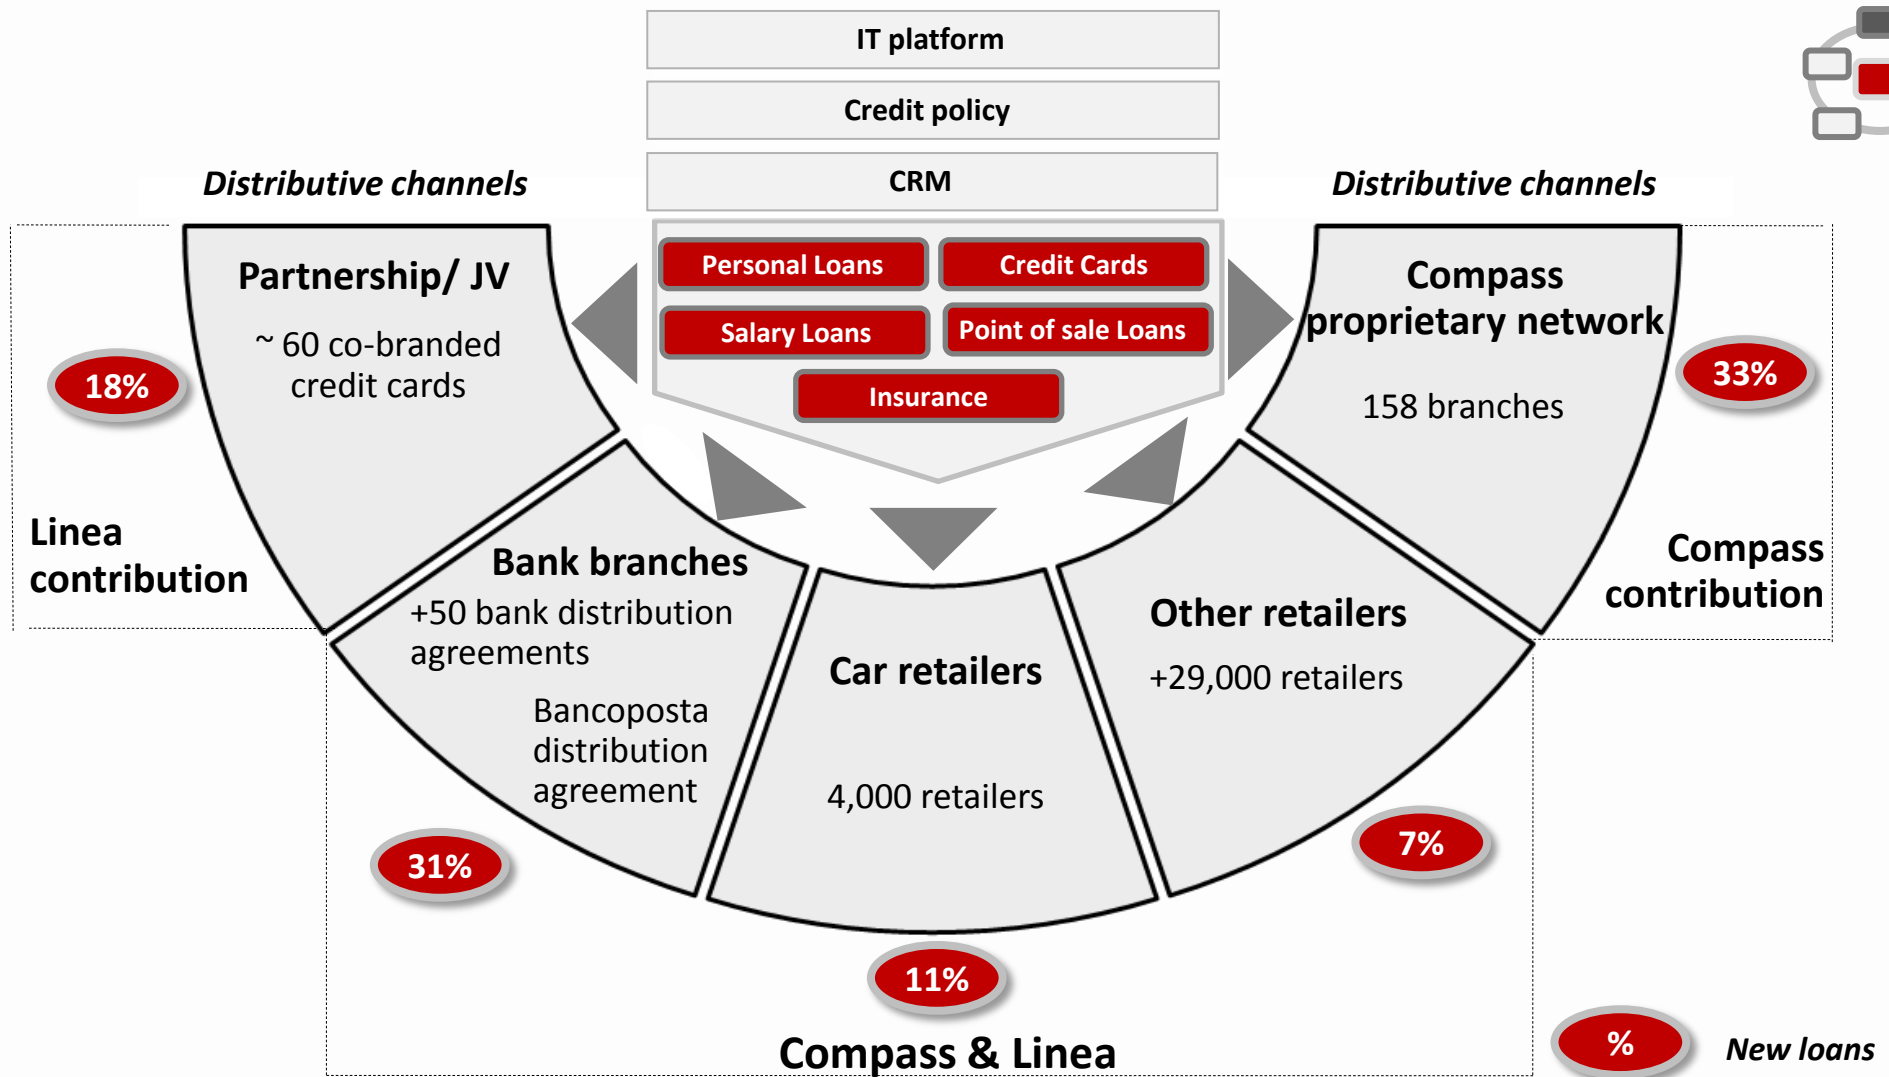 IT platform
Credit policy
CRM
Distributive channels
Distributive channels
Personal Loans
Credit Cards
Salary Loans
Point of sale Loans
Insurance
Partnership/ JV
~ 60 co-branded
credit cards
18%
Linea
contribution
Compass
proprietary network
158 branches
33%
Compass
contribution
Bank branches
+50 bank distribution
agreements
Bancoposta
distribution
agreement
31%
Car retailers
4,000 retailers
11%
Other retailers
+29,000 retailers
7%
Compass & Linea
%
New loans